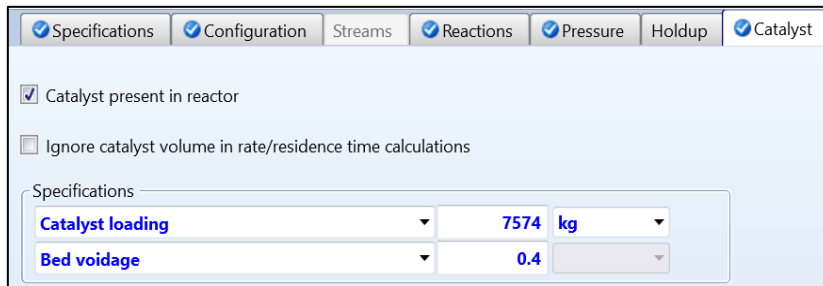 Specifications Configuration Streams Reactions Pressure Holdup Catalyst
Catalyst present in reactor
Ignore catalyst volume in rate/residence time calculations
Specifications
Catalyst loading 7574 kg
Bed voidage 0.4